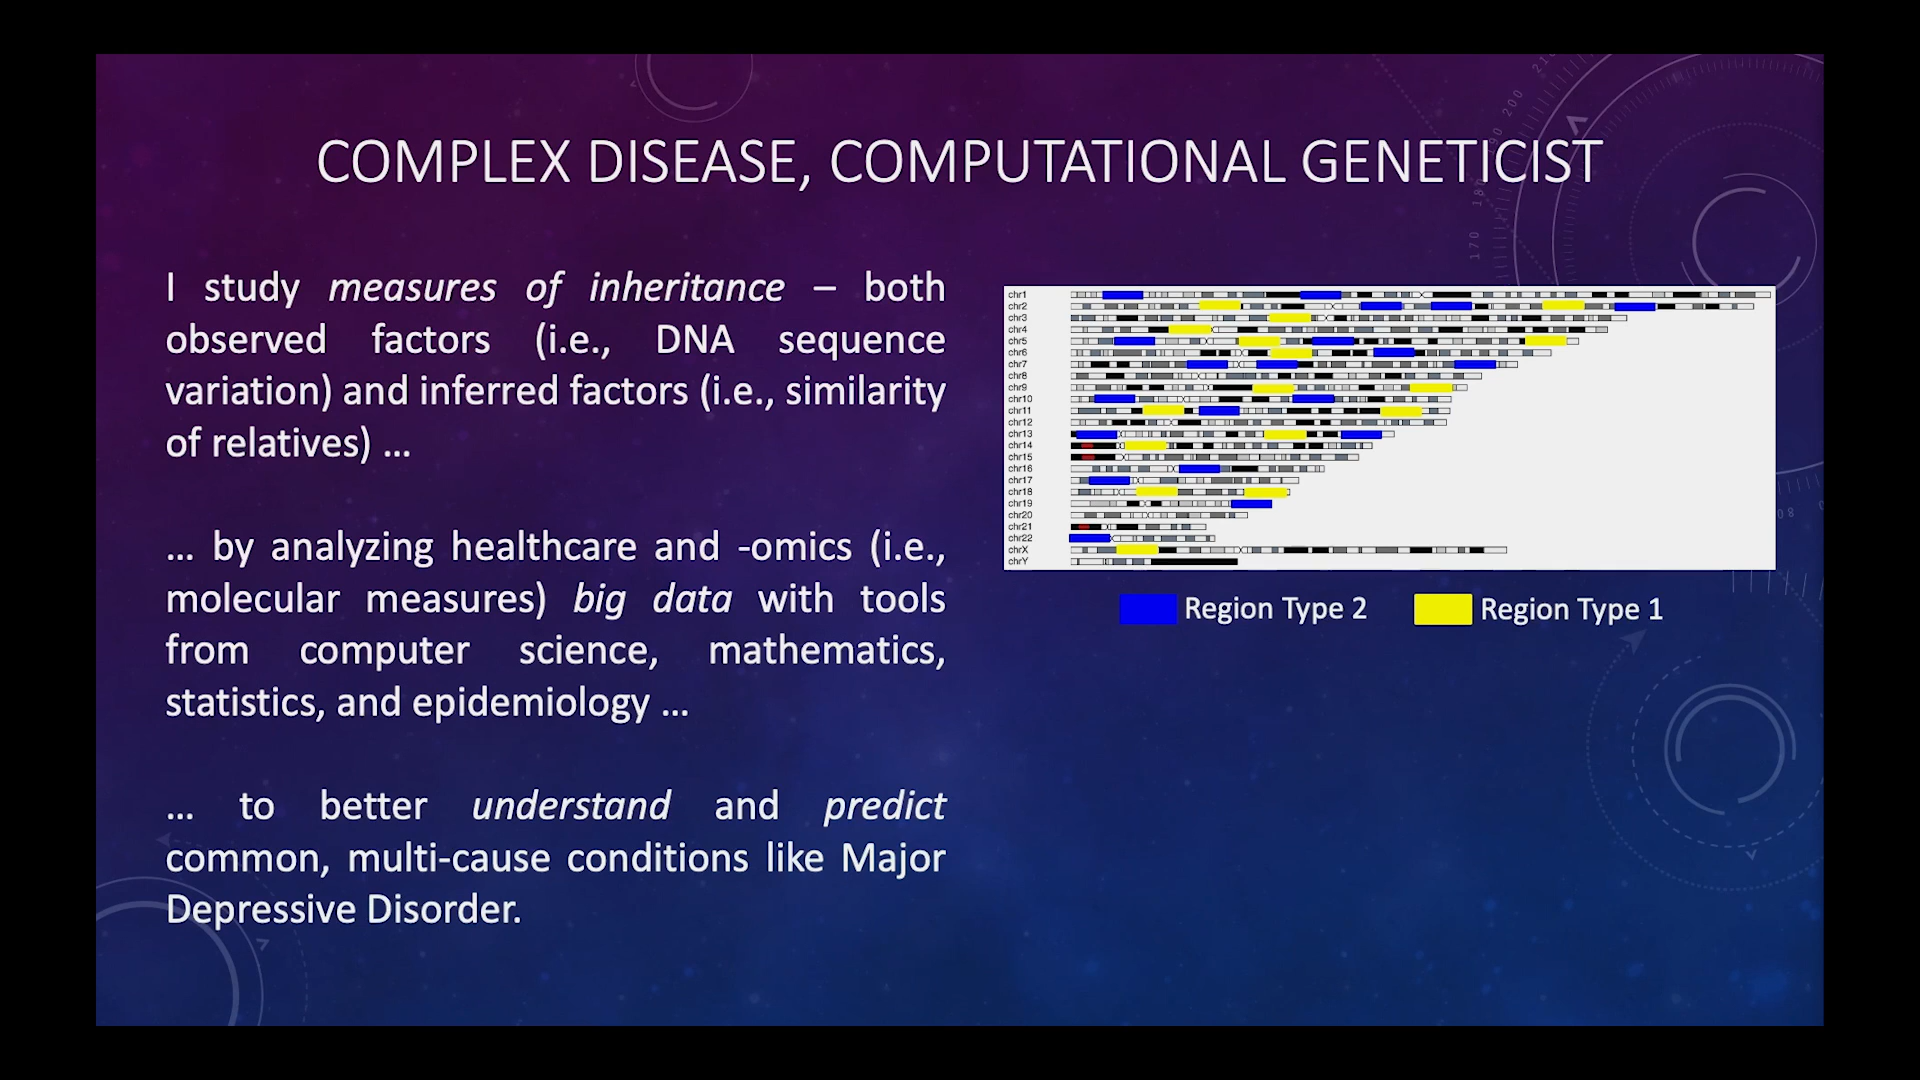 COMPLEX DISEASE, COMPUTATIONAL GENETICIST
I study measures of inheritance – both
observed factors (i.e., DNA sequence
variation) and inferred factors (i.e., similarity
of relatives) ...
... by analyzing healthcare and -omics (i.e.,
molecular measures) big data with tools
from computer science, mathematics,
statistics, and epidemiology ...
... to better understand and predict
common, multi-cause conditions like Major
Depressive Disorder.
chr1
chr2
chr3
chr4
chr5
chr6
chr7
chr8
chr9
chr10
chr11
chr12
chr13
chr14
chr15
chr16
chr17
chr18
chr19
chr20
chr21
chr22
chrX
chrY
Region Type 2 Region Type 1
170
180
190
200